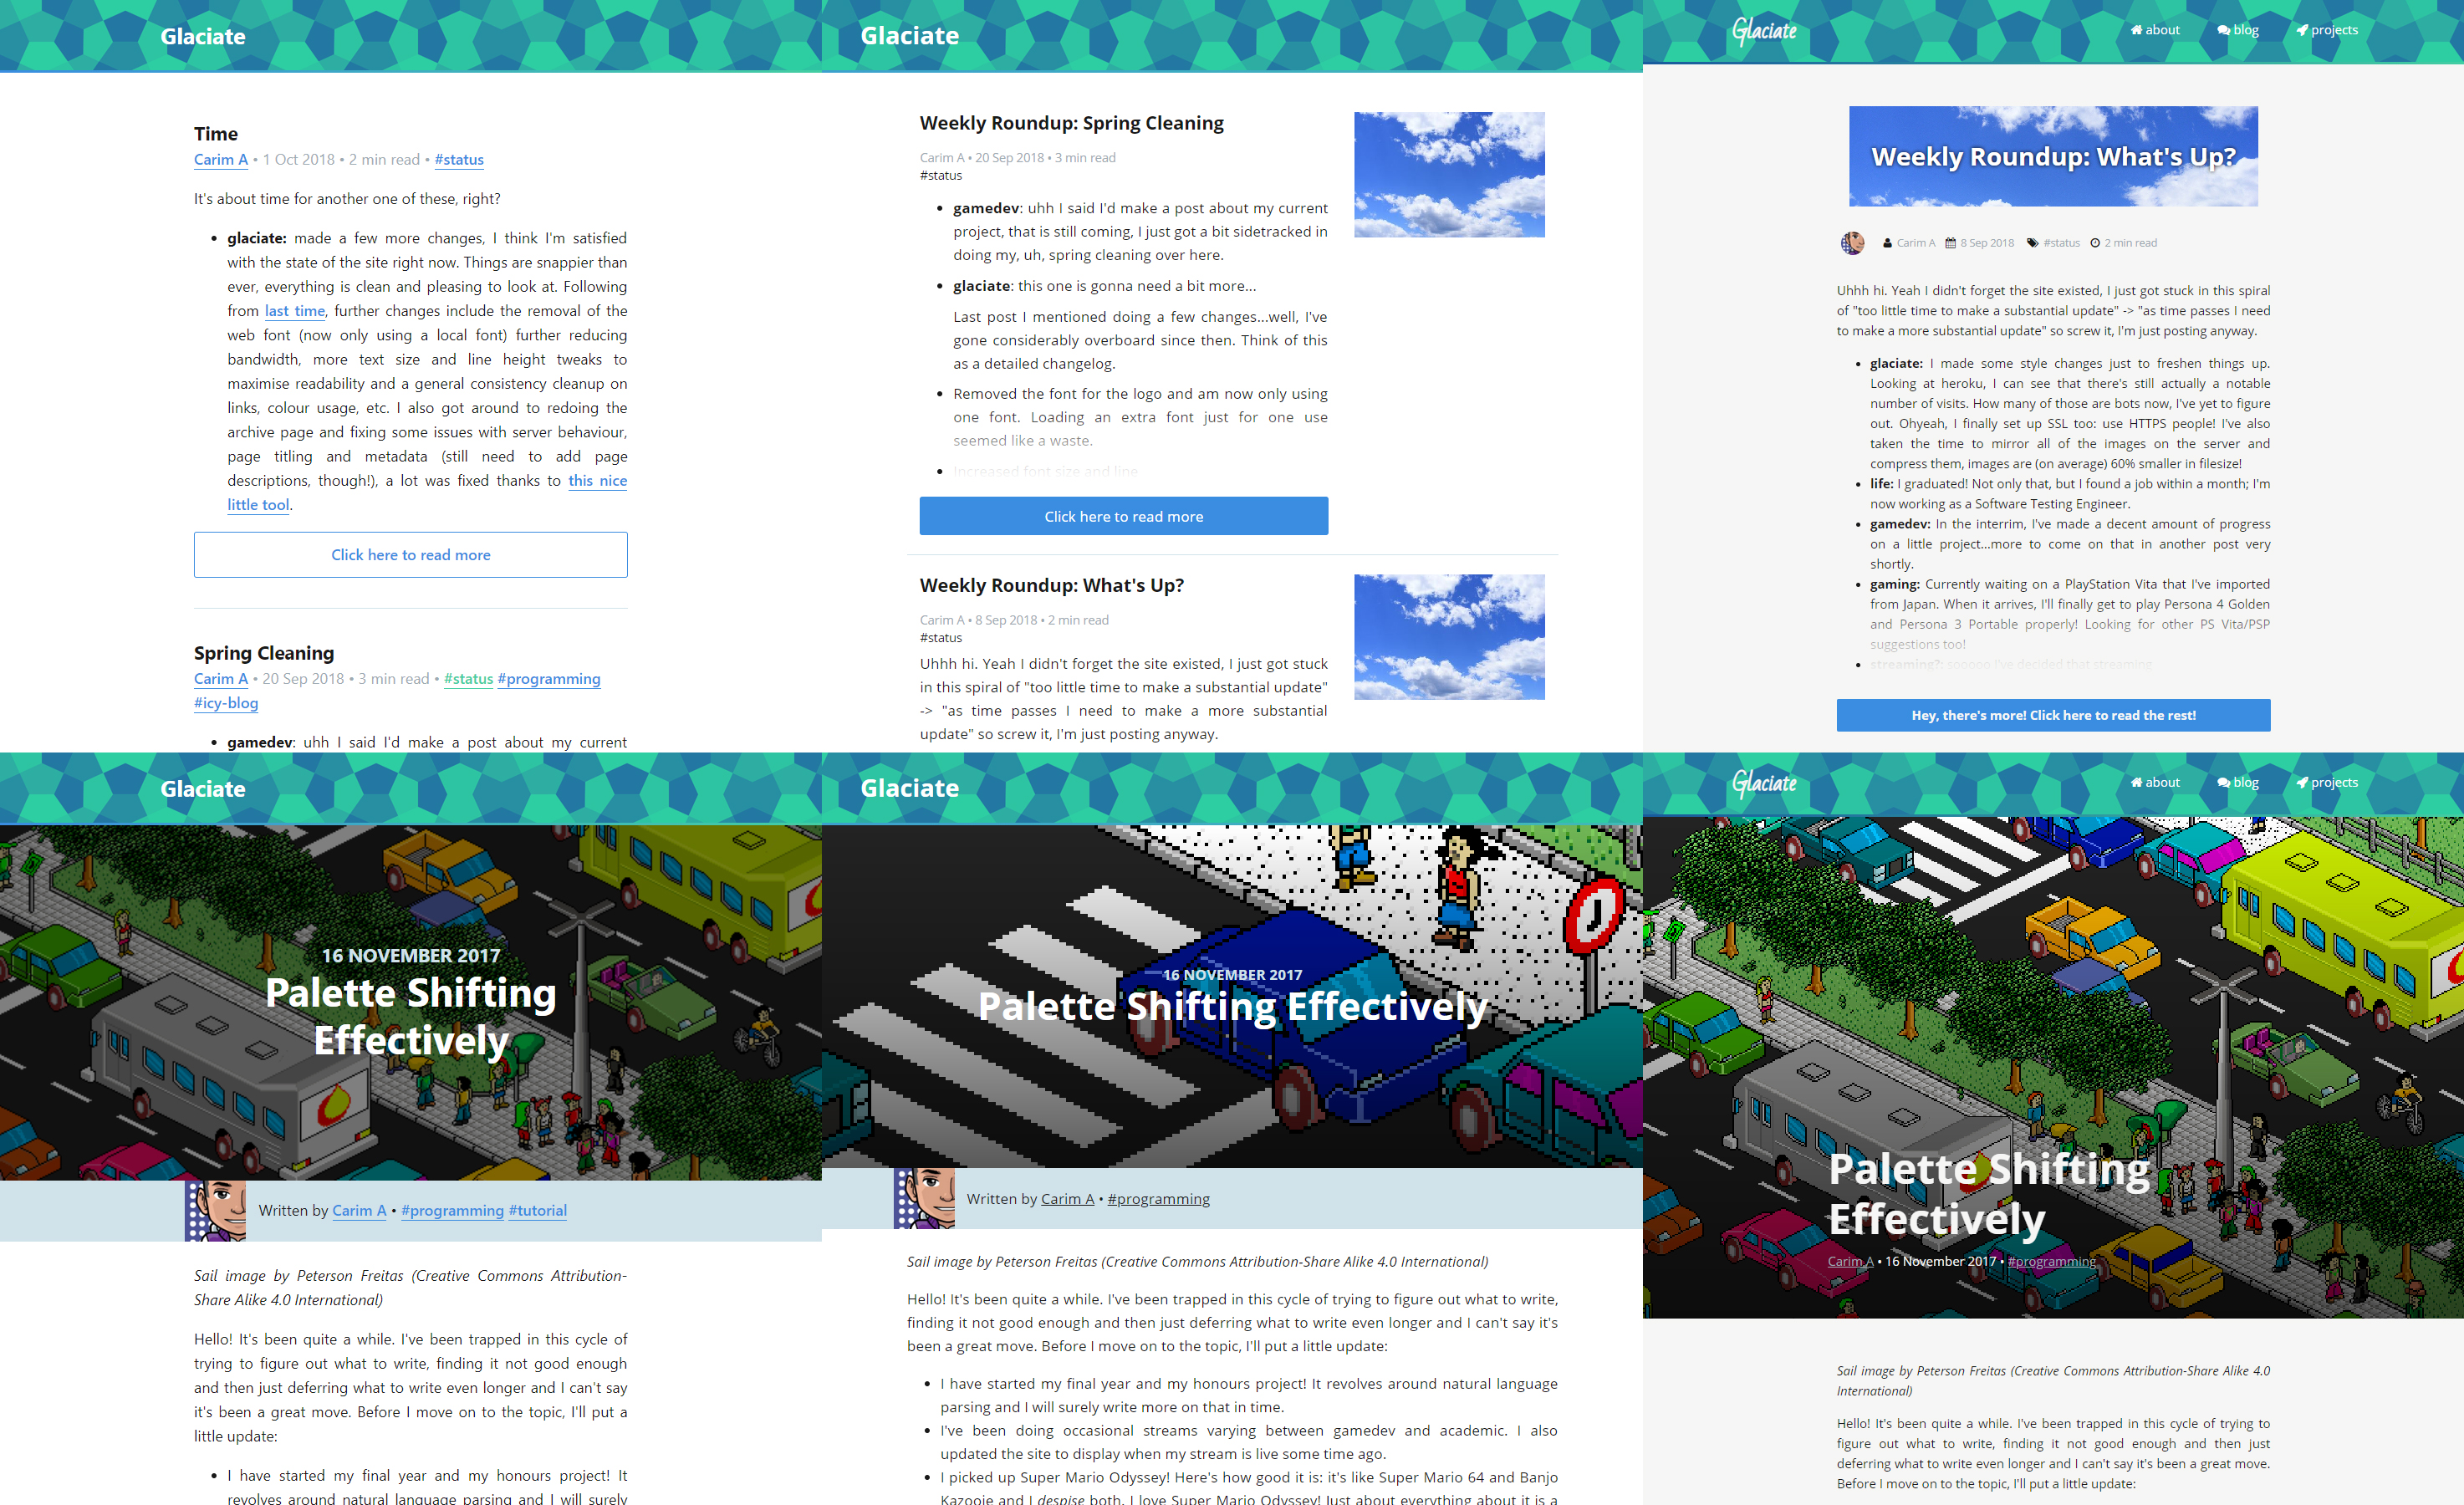 Glaciate
Time
Carim A • 1 Oct 2018 • 2 min read • #status
It's about time for another one of these, right?
• glaciate: made a few more changes, I think I'm satisfied
with the state of the site right now. Things are snappier than
ever, everything is clean and pleasing to look at. Following
from last time, further changes include the removal of the
web font (now only using a local font) further reducing
bandwidth, more text size and line height tweaks to
maximise readability and a general consistency cleanup on
links, colour usage, etc. I also got around to redoing the
archive page and fixing some issues with server behaviour,
page titling and metadata (still need to add page
descriptions, though!), a lot was fixed thanks to this nice
little tool.
Click here to read more
Spring Cleaning
Carim A • 20 Sep 2018 • 3 min read • #status #programming
#icy-blog
• gamedev: uhh I said I'd make a post about my current
Glaciate
Weekly Roundup: Spring Cleaning
Carim A • 20 Sep 2018 • 3 min read
#status
• gamedev: uhh I said I'd make a post about my current
project, that is still coming, I just got a bit sidetracked in
doing my, uh, spring cleaning over here.
• glaciate: this one is gonna need a bit more...
Last post I mentioned doing a few changes...well, I've
gone considerably overboard since then. Think of this
as a detailed changelog.
• Removed the font for the logo and am now only using
one font. Loading an extra font just for one use
seemed like a waste.
• Increased font size and line
Click here to read more
Weekly Roundup: What's Up?
Carim A • 8 Sep 2018 • 2 min read
#status
Uhhh hi. Yeah I didn't forget the site existed, I just got stuck
in this spiral of "too little time to make a substantial update"
-> "as time passes I need to make a more substantial
update" so screw it, I'm just posting anyway.
Glaciate
about blog projects
Weekly Roundup: What's Up?
Carim A 8 Sep 2018 #status 2 min read
Uhhh hi. Yeah I didn't forget the site existed, I just got stuck in this spiral
of "too little time to make a substantial update" -> "as time passes I need
to make a more substantial update" so screw it, I'm just posting anyway.
• glaciate: I made some style changes just to freshen things up.
Looking at heroku, I can see that there's still actually a notable
number of visits. How many of those are bots now, I've yet to figure
out. Ohyeah, I finally set up SSL too: use HTTPS people! I've also
taken the time to mirror all of the images on the server and
compress them, images are (on average) 60% smaller in filesize!
• life: I graduated! Not only that, but I found a job within a month; I'm
now working as a Software Testing Engineer.
• gamedev: In the interrim, I've made a decent amount of progress
on a little project...more to come on that in another post very
shortly.
• gaming: Currently waiting on a PlayStation Vita that I've imported
from Japan. When it arrives, I'll finally get to play Persona 4 Golden
and Persona 3 Portable properly! Looking for other PS Vita/PSP
suggestions too!
• streaming?: sooooo I've decided that streaming
Hey, there's more! Click here to read the rest!
Glaciate
16 NOVEMBER 2017
Palette Shifting
Effectively
Written by Carim A • #programming #tutorial
Sail image by Peterson Freitas (Creative Commons Attribution-
Share Alike 4.0 International)
Hello! It's been quite a while. I've been trapped in this cycle of
trying to figure out what to write, finding it not good enough
and then just deferring what to write even longer and I can't say
it's been a great move. Before I move on to the topic, I'll put a
little update:
• I have started my final year and my honours project! It
revolves around natural language parsing and I will surely
Glaciate
16 NOVEMBER 2017
Palette Shifting Effectively
Written by Carim A • #programming
Sail image by Peterson Freitas (Creative Commons Attribution-Share Alike 4.0 International)
Hello! It's been quite a while. I've been trapped in this cycle of trying to figure out what to write,
finding it not good enough and then just deferring what to write even longer and I can't say it's
been a great move. Before I move on to the topic, I'll put a little update:
• I have started my final year and my honours project! It revolves around natural language
parsing and I will surely write more on that in time.
• I've been doing occasional streams varying between gamedev and academic. I also
updated the site to display when my stream is live some time ago.
• I picked up Super Mario Odyssey! Here's how good it is: it's like Super Mario 64 and Banjo
Kazooie and I despise both. I love Super Mario Odyssey! Just about everything about it is a
Glaciate
about blog projects
Palette Shifting
Effectively
Carim A • 16 November 2017 • #programming
Sail image by Peterson Freitas (Creative Commons Attribution-Share Alike 4.0
International)
Hello! It's been quite a while. I've been trapped in this cycle of trying to
figure out what to write, finding it not good enough and then just
deferring what to write even longer and I can't say it's been a great move.
Before I move on to the topic, I'll put a little update: